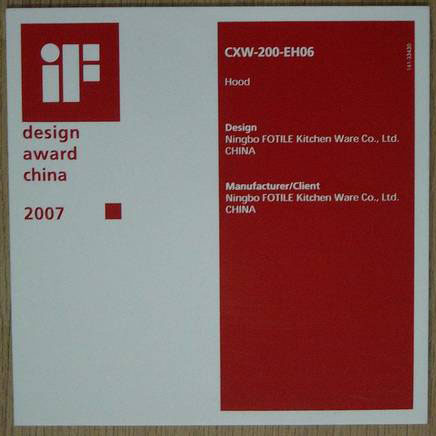 iF
design
award
china
2007
CXW-200-EH06
Hood
Design
Ningbo FOTILE Kitchen Ware Co., Ltd.
CHINA
Manufacturer/Client
Ningbo FOTILE Kitchen Ware Co., Ltd.
CHINA